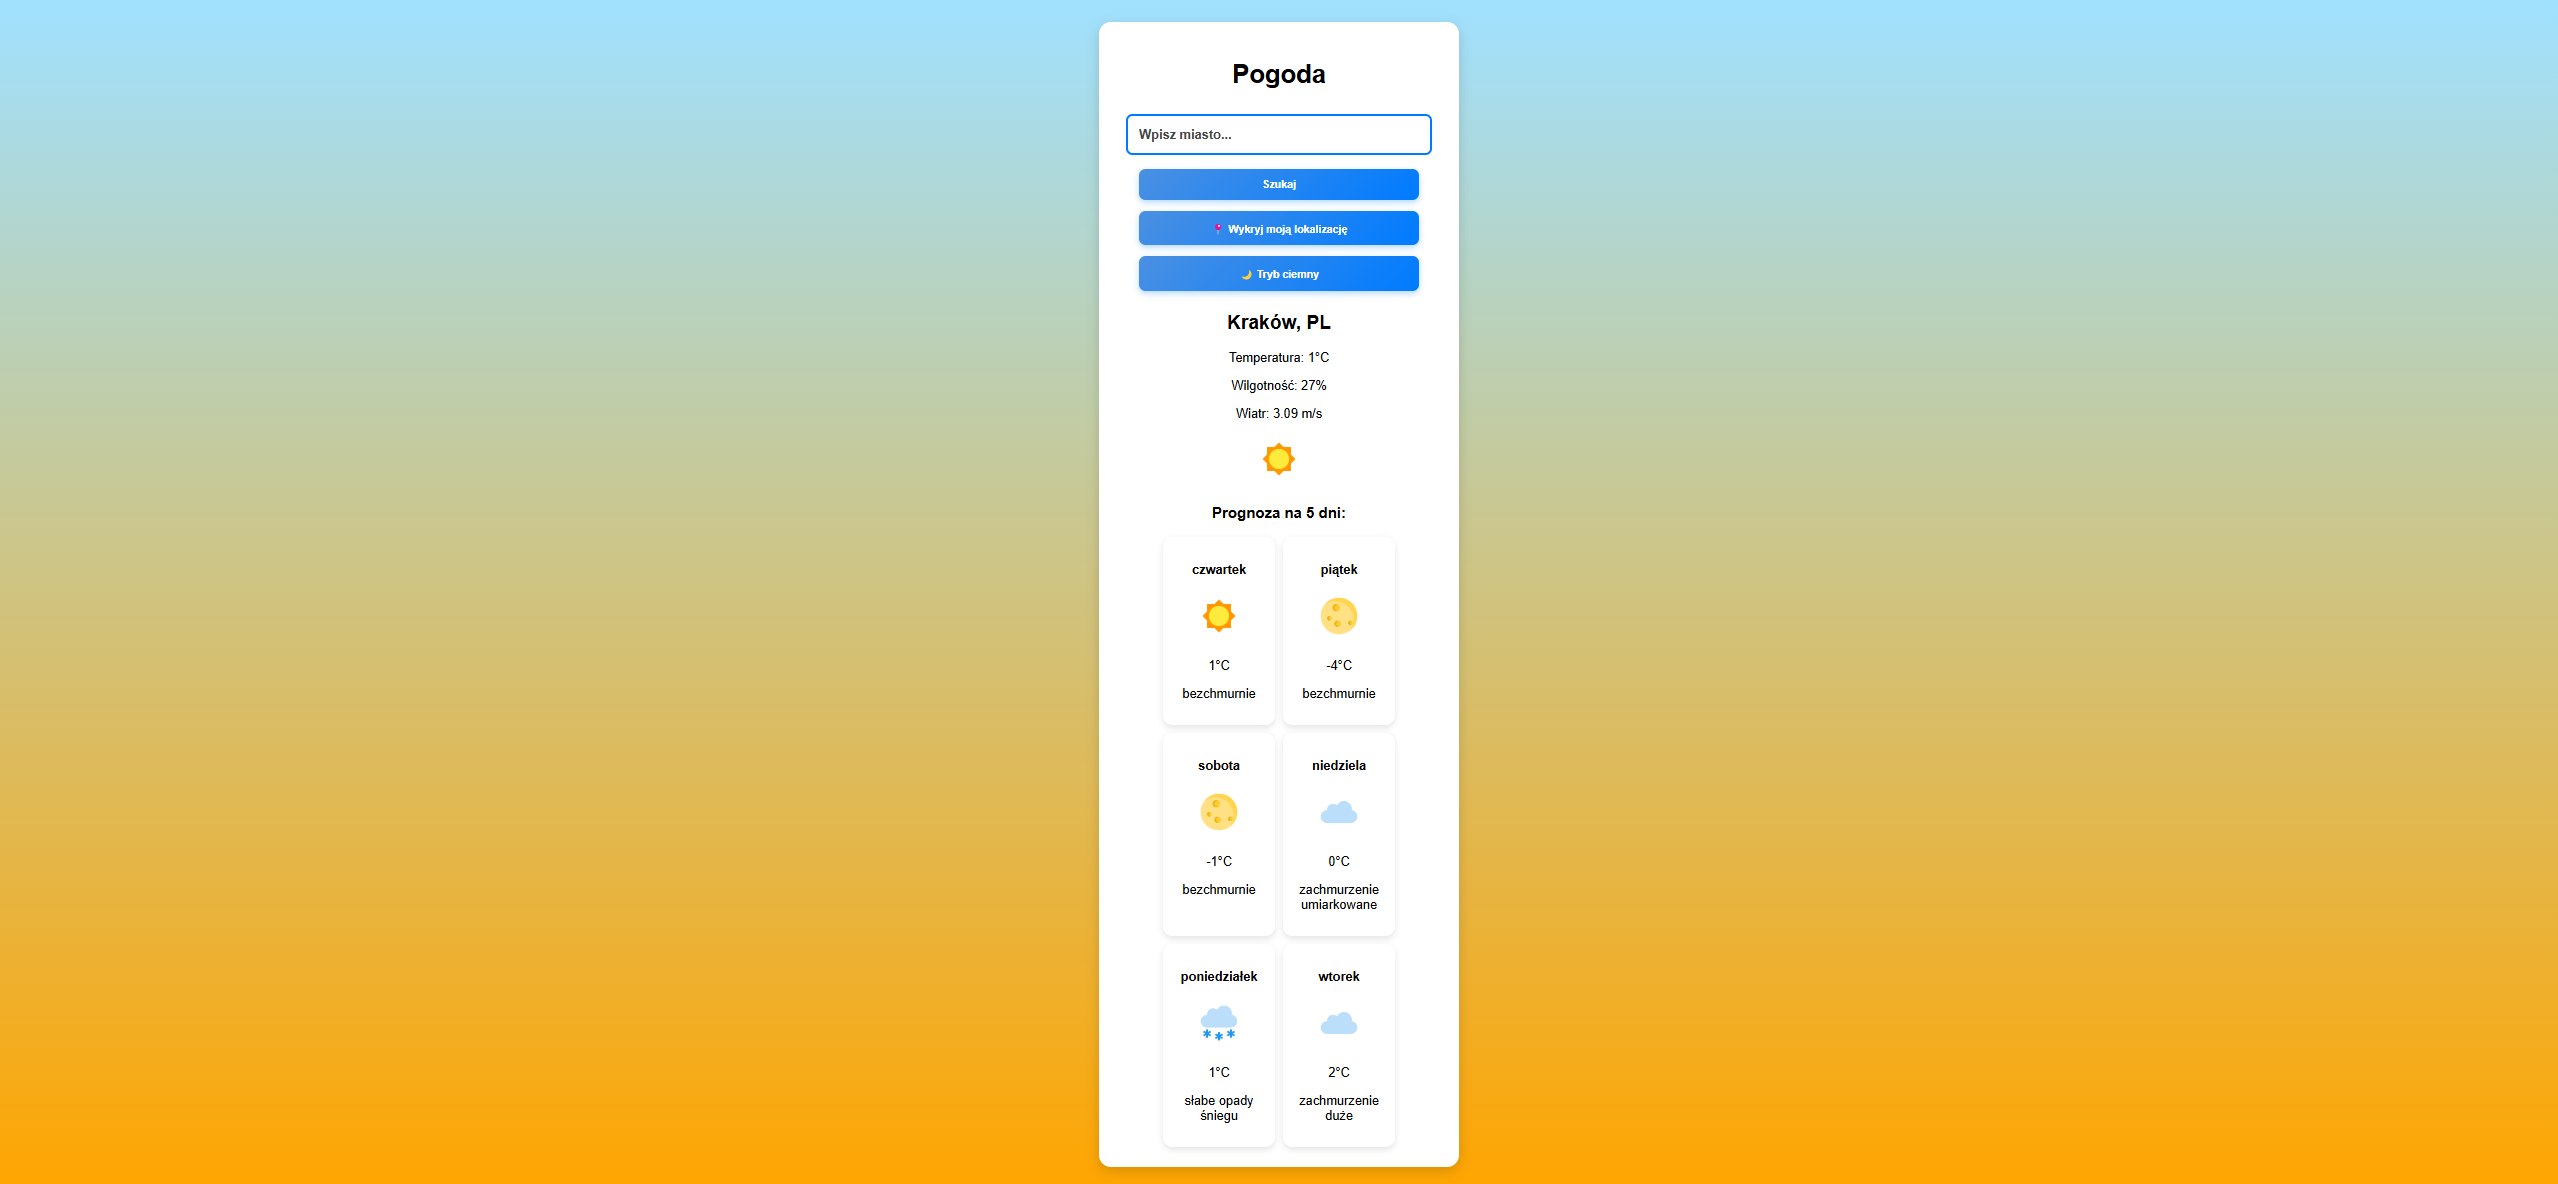 Pogoda
Wpisz miasto...
Szukaj
Wykryj moją lokalizację
Tryb ciemny
Kraków, PL
Temperatura: 1°C
Wilgotność: 27%
Wiatr: 3.09 m/s
Prognoza na 5 dni:
czwartek
1°C
bezchmurnie
piątek
-4°C
bezchmurnie
sobota
-1°C
bezchmurnie
niedziela
0°C
zachmurzenie
umiarkowane
poniedziałek
1°C
słabe opady
śniegu
wtorek
2°C
zachmurzenie
duże